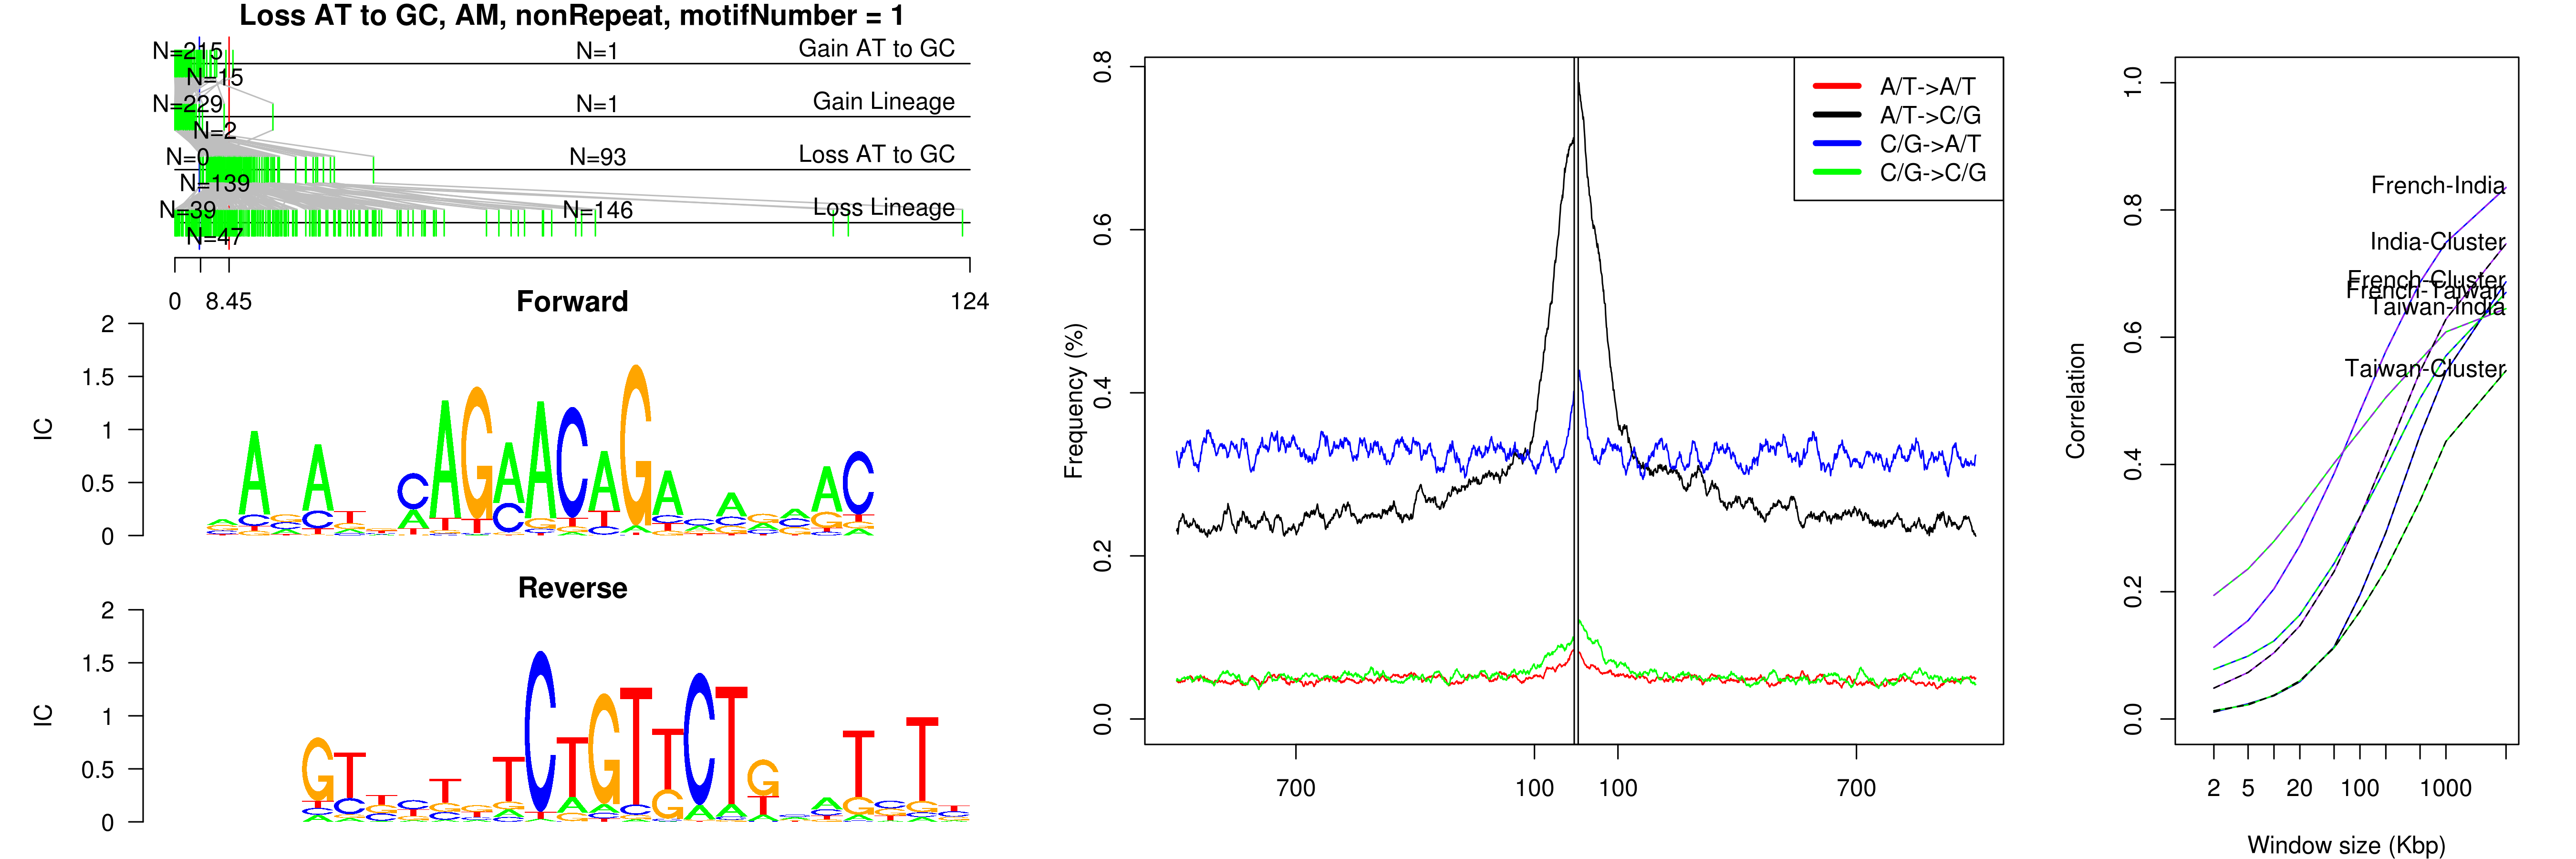 Loss AT to GC, AM, nonRepeat, motifNumber = 1
N=215 N=1 Gain AT to GC
N=15
N=229 N=1 Gain Lineage
N=2
N=0 N=93 Loss AT to GC
N=139
N=39 N=146 Loss Lineage
N=47
0 8.45 124
Forward
IC
2
1.5
1
0.5
0
Reverse
IC
2
1.5
1
0.5
0
Frequency (%)
0.8
0.6
0.4
0.2
0.0
A/T->A/T
A/T->C/G
C/G->A/T
C/G->C/G
700 100 100 700
Correlation
1.0
0.8
0.6
0.4
0.2
0.0
French-India
India-Cluster
French-Cluster
French-Taiwan
Taiwan-India
Taiwan-Cluster
2 5 20 100 1000
Window size (Kbp)